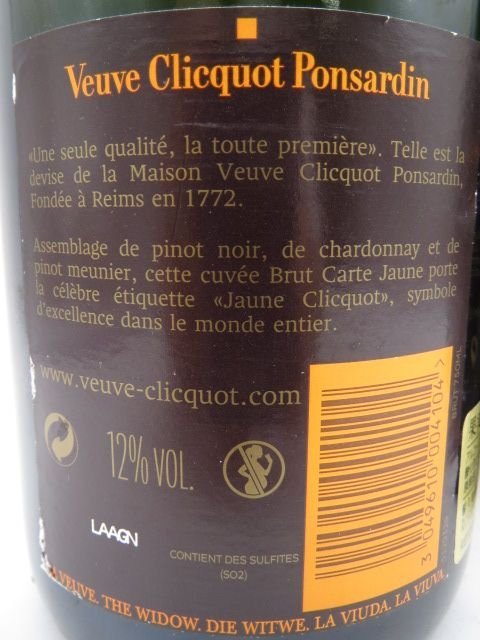 Veuve Clicquot Ponsardin
«Une seule qualité, la toute première». Telle est la
devise de la Maison Veuve Clicquot Ponsardin,
Fondée à Reims en 1772.
Assemblage de pinot noir, de chardonnay et de
pinot meunier, cette cuvée Brut Carte Jaune porte
la célèbre étiquette «Jaune Clicquot», symbole
d'excellence dans le monde entier.
www.veuve-clicquot.com
12% VOL.
LAAGN
CONTIENT DES SULFITES
(SO2)
3 049610 004104 >
BRUT 750ML
VEUVE. THE WIDOW. DIE WITWE. LA VIUDA. LA VIUVA.